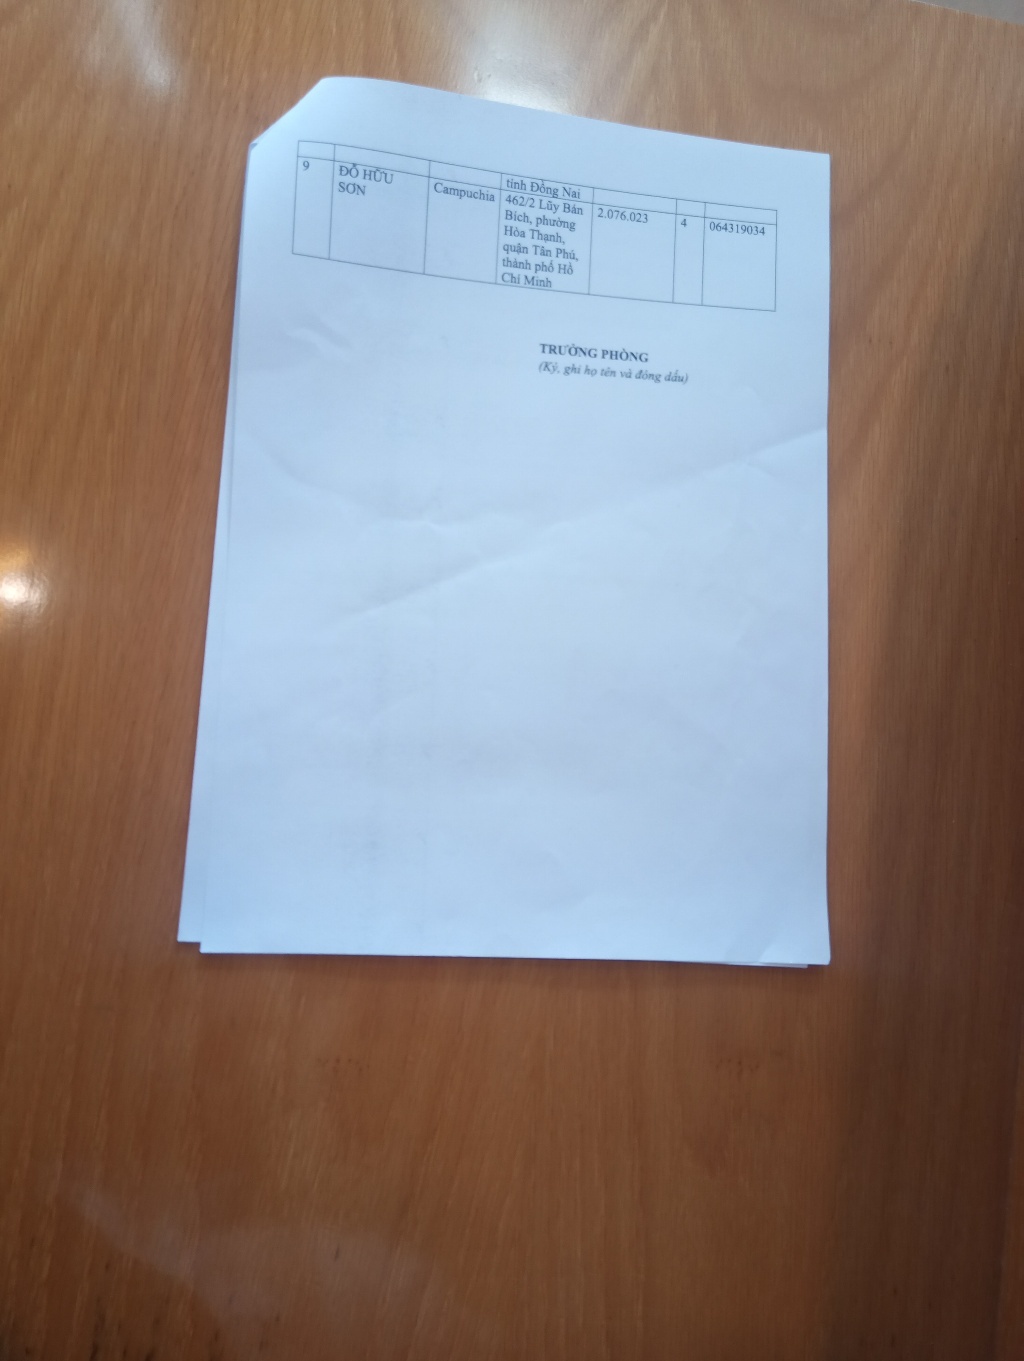 tỉnh Đồng Nai
9 ĐỖ HỮU SƠN Campuchia 462/2 Lũy Bán Bích, phường Hòa Thạnh, quận Tân Phú, thành phố Hồ Chí Minh 2.076.023 4 064319034
TRƯỞNG PHÒNG
(Ký, ghi họ tên và đóng dấu)